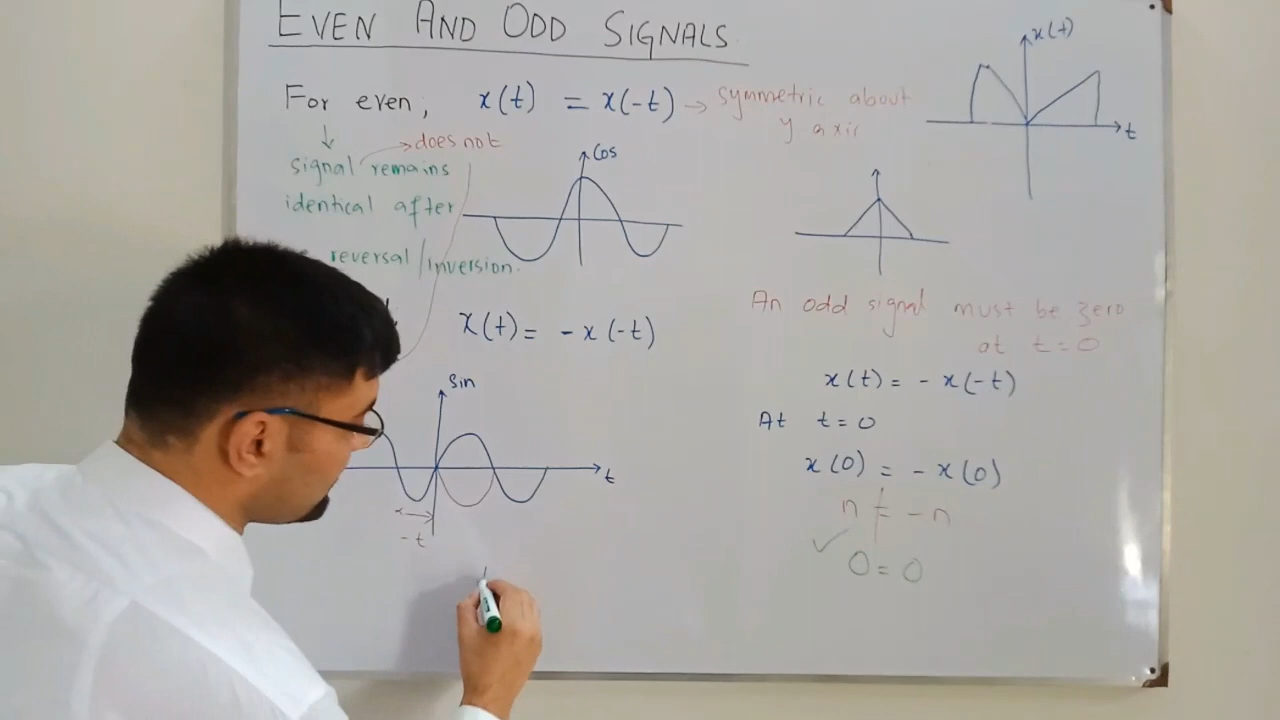 EVEN AND ODD SIGNALS
x(t)
For even, x(t) = x(-t) → symmetric about
y axis
t
does not
signal remains
identical after
reversal/inversion.
Cos
x(t) = -x(-t)
Sin
t
-t
An odd signal must be zero
at t=0
x(t) = - x(-t)
At t=0
x(0) = - x(0)
n ≠ -n
✓ 0=0